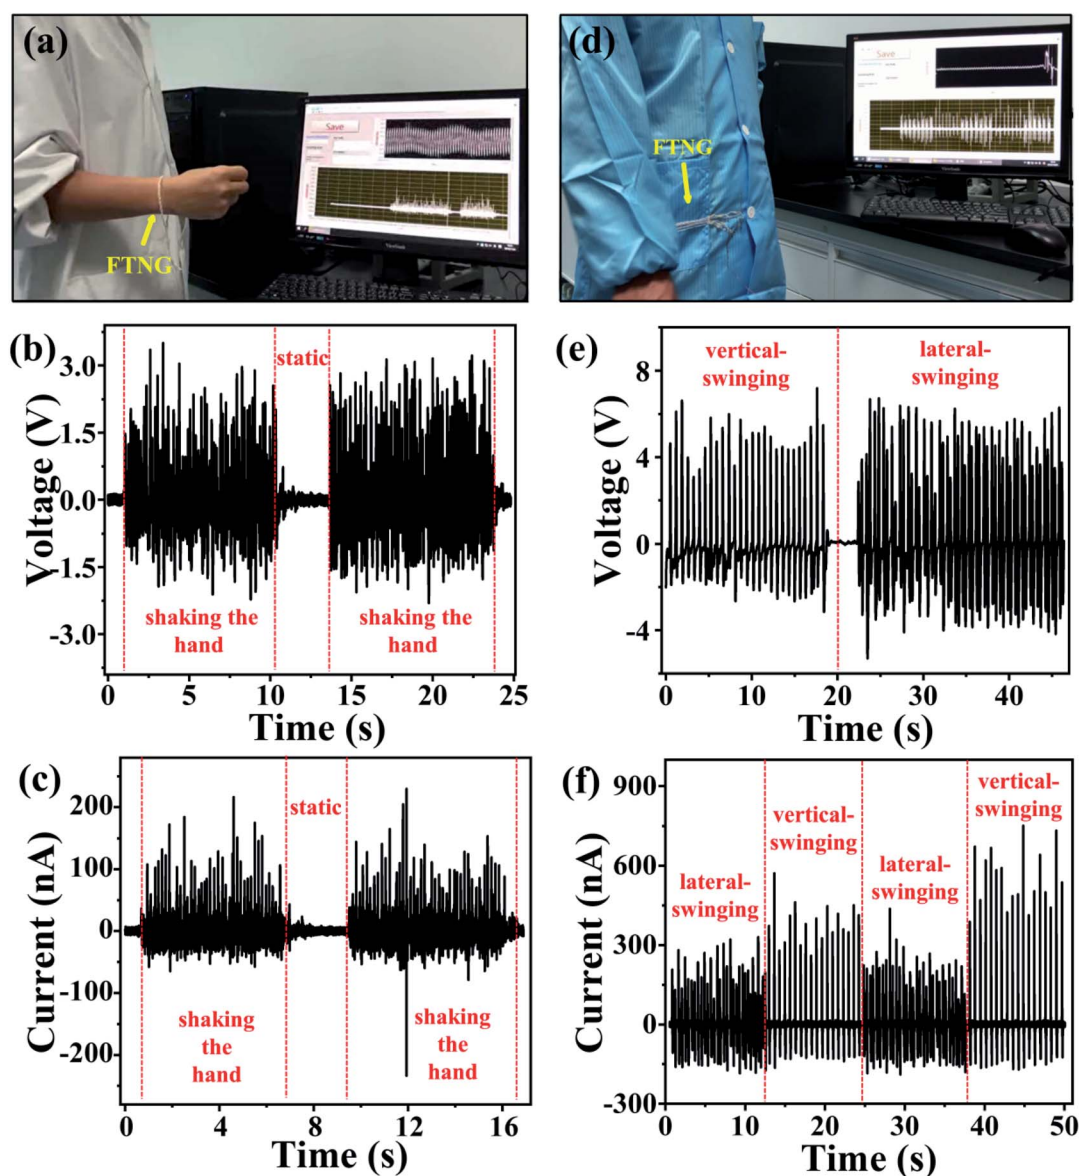 (a)
Save
FTNG
(d)
Save
FTNG
(b)
static
shaking the
hand
shaking the
hand
Voltage (V)
3.0
1.5
0.0
-1.5
-3.0
0
5
10
15
20
25
Time (s)
(e)
vertical-
swinging
lateral-
swinging
Voltage (V)
8
4
0
-4
0
10
20
30
40
Time (s)
(c)
static
shaking
the
hand
shaking
the
hand
Current (nA)
200
100
0
-100
-200
0
4
8
12
16
Time (s)
(f)
lateral-
swinging
vertical-
swinging
lateral-
swinging
vertical-
swinging
Current (nA)
900
600
300
0
-300
0
10
20
30
40
50
Time (s)